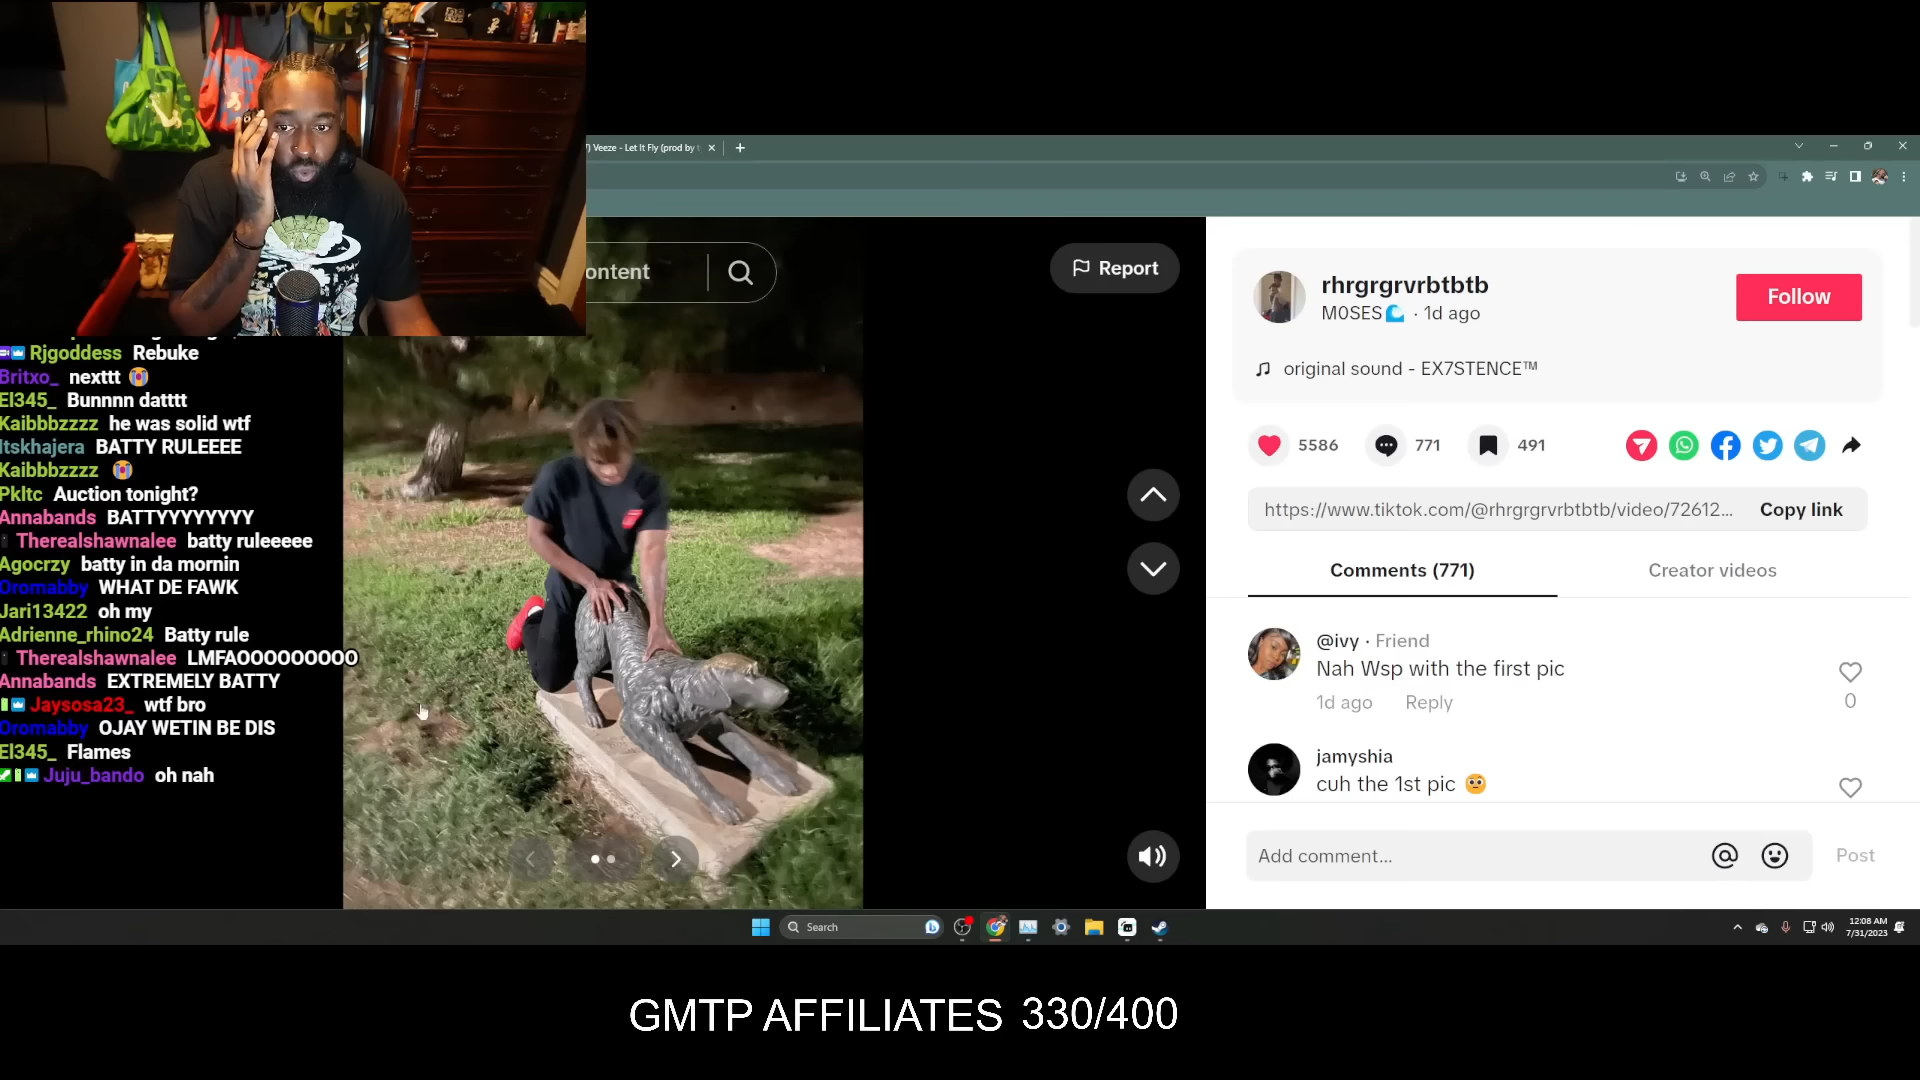 ) Veeze - Let It Fly (prod by t
ontent
Report
rhrgrgrvrbtbtb
M0SES🌊 · 1d ago
Follow
original sound - EX7STENCE™
5586
771
491
https://www.tiktok.com/@rhrgrgrvrbtbtb/video/72612...
Copy link
Comments (771)
Creator videos
@ivy · Friend
Nah Wsp with the first pic
1d ago
Reply
0
jamyshia
cuh the 1st pic 🥺
Add comment...
Post
Rjgoddess Rebuke
Britxo_ nexttt 😭
El345_ Bunnnn datttt
Kaibbbzzzz he was solid wtf
Itskhajera BATTY RULEEEE
Kaibbbzzzz 😭
Pkltc Auction tonight?
Annabands BATTYYYYYYYY
Therealshawnalee batty ruleeeee
Agocrzy batty in da mornin
Oromabby WHAT DE FAWK
Jari13422 oh my
Adrienne_rhino24 Batty rule
Therealshawnalee LMFAOOOOOOOOO
Annabands EXTREMELY BATTY
Jaysosa23_ wtf bro
Oromabby OJAY WETIN BE DIS
El345_ Flames
Juju_bando oh nah
Search
12:08 AM
7/31/2023
GMTP AFFILIATES 330/400